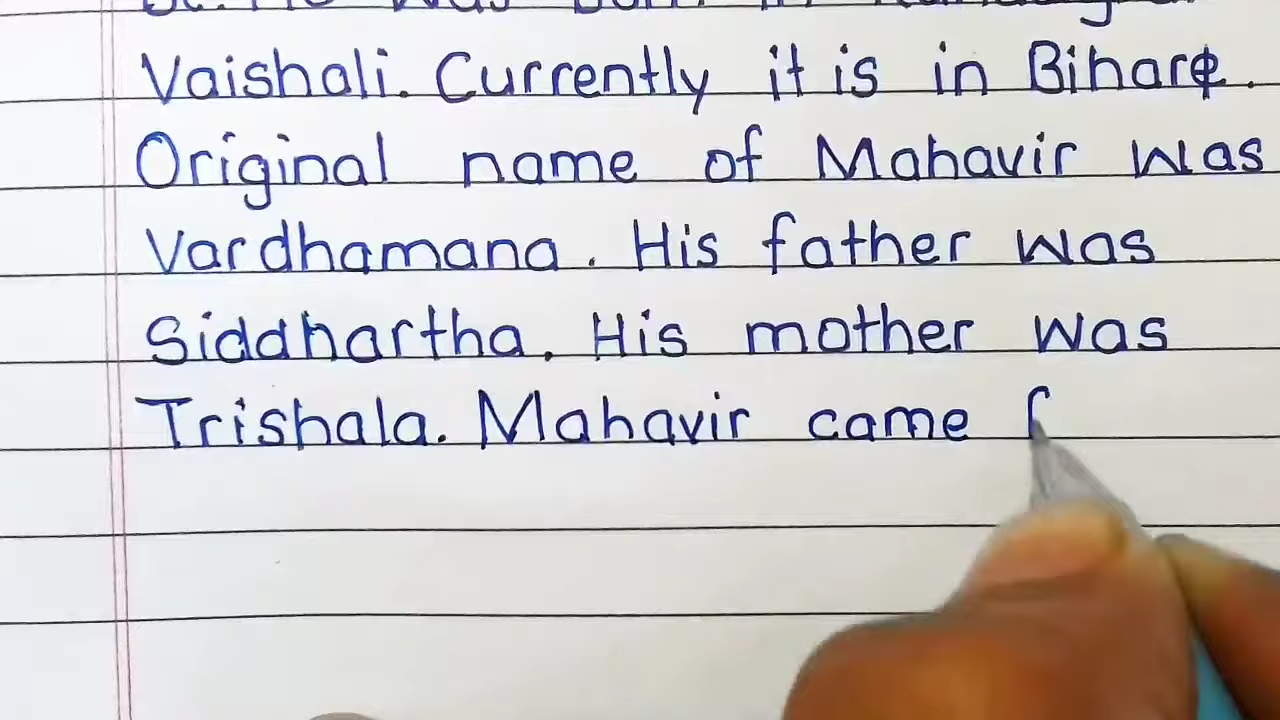 Vaishali. Currently it is in Bihar.
Original name of Mahavir was
Vardhamana. His father was
Siddhartha. His mother was
Trishala. Mahavir came f